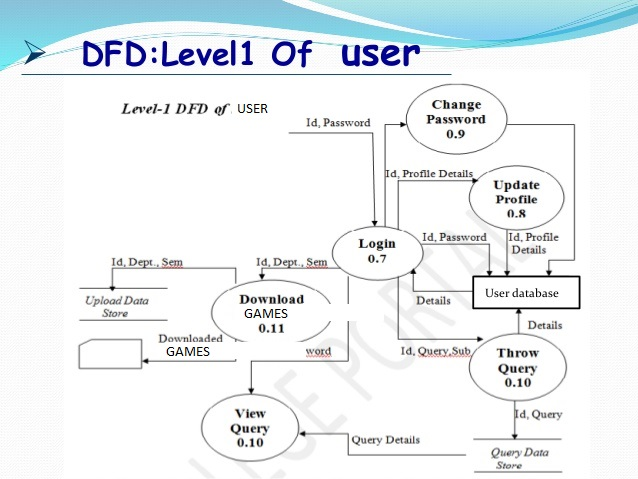 DFD:Level1 Of user
Level-1 DFD of USER
Id, Password
Change
Password
0.9
Id, Profile Details
Update
Profile
0.8
Login
0.7
Id, Password
Id, Profile
Details
Id, Dept., Sem
Id, Dept., Sem
Upload Data
Store
Download
GAMES
0.11
Details
User database
Details
Downloaded
GAMES
word
Id, Query,Sub
Throw
Query
0.10
View
Query
0.10
Id, Query
Query Details
Query Data
Store